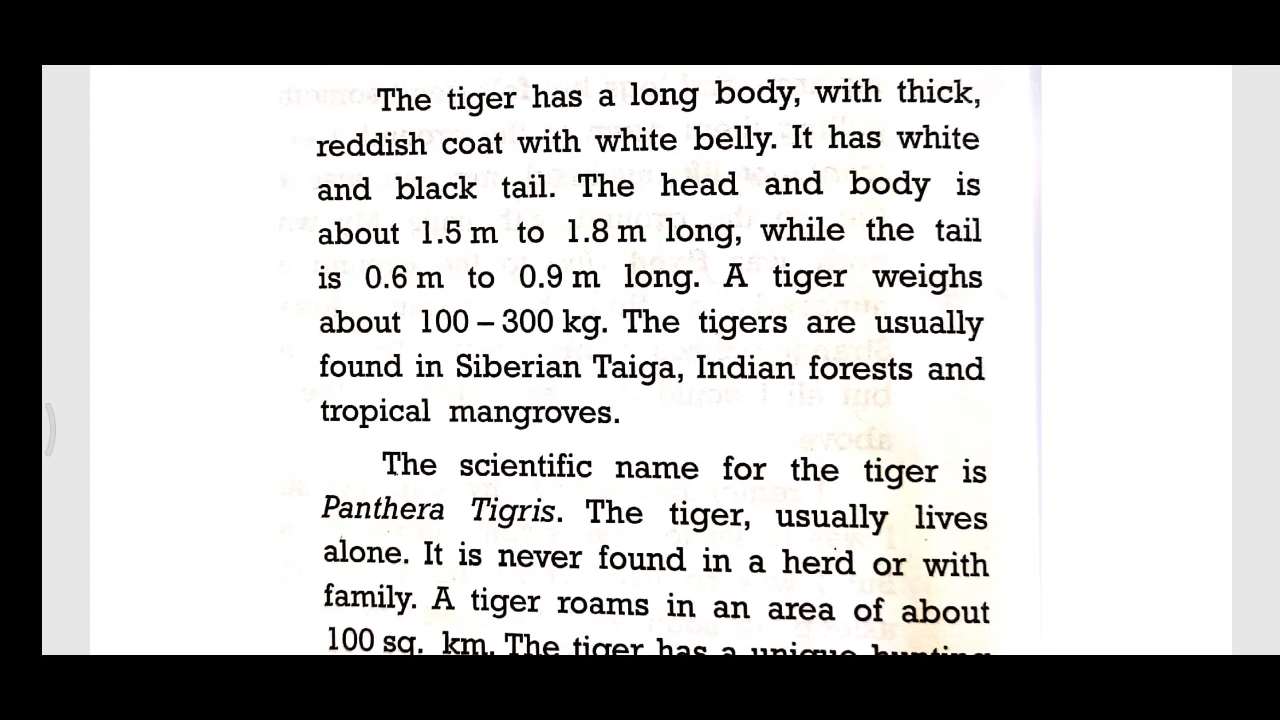 The tiger has a long body, with thick,
reddish coat with white belly. It has white
and black tail. The head and body is
about 1.5 m to 1.8 m long, while the tail
is 0.6 m to 0.9 m long. A tiger weighs
about 100 – 300 kg. The tigers are usually
found in Siberian Taiga, Indian forests and
tropical mangroves.
The scientific name for the tiger is
Panthera Tigris. The tiger, usually lives
alone. It is never found in a herd or with
family. A tiger roams in an area of about
100 sq. km. The tiger has a unique hunting